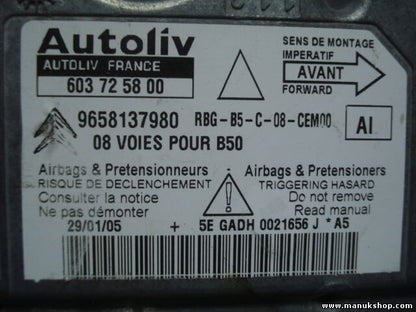 Autoliv
AUTOLIV FRANCE
603 72 58 00
SENS DE MONTAGE
IMPERATIF
AVANT
FORWARD
9658137980 RBG-B5-C-08-CEM00 AI
08 VOIES POUR B50
Airbags & Pretensionneurs
RISQUE DE DECLENCHEMENT
Consulter la notice
Ne pas démonter
Airbags & Pretensioners
TRIGGERING HASARD
Do not remove
Read manual
29/01/05 + 5E GADH 0021656 J *A5
www.manukshop.com